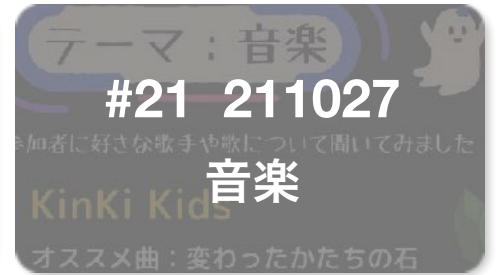 テーマ：音楽
#21 211027
参加者に好きな歌手や歌について聞いてみました
音楽
KinKi Kids
オススメ曲：変わったかたちの石